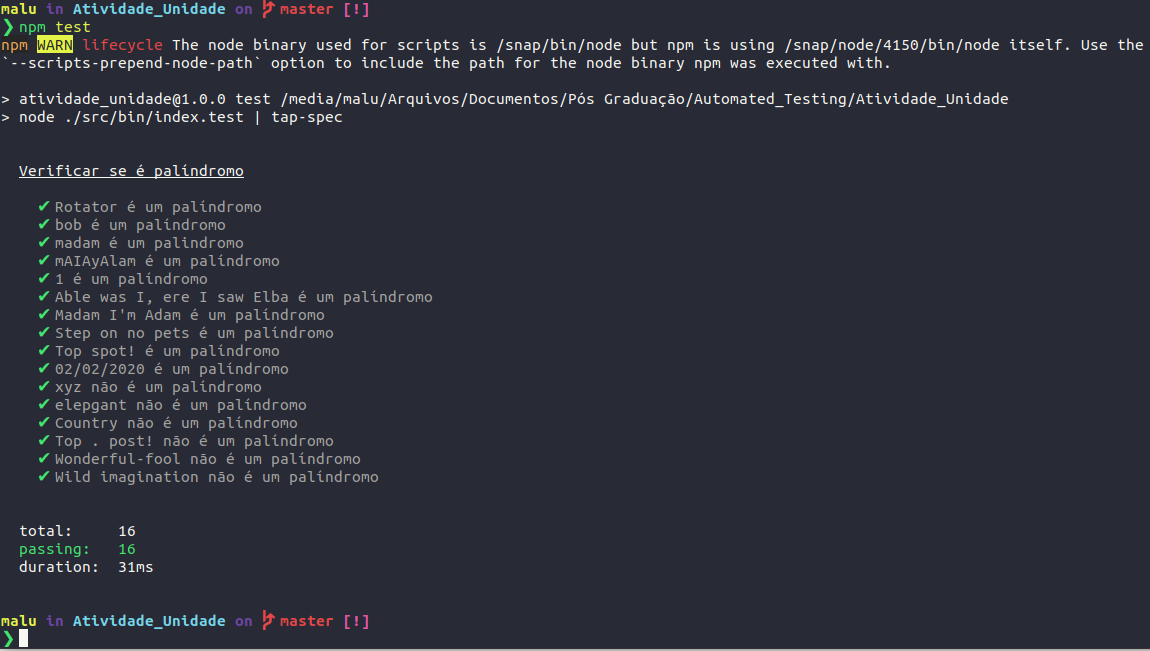 malu in Atividade_Unidade on master [!]
❯ npm test
npm WARN lifecycle The node binary used for scripts is /snap/bin/node but npm is using /snap/node/4150/bin/node itself. Use the
`--scripts-prepend-node-path` option to include the path for the node binary npm was executed with.
> atividade_unidade@1.0.0 test /media/malu/Arquivos/Documentos/Pós Graduação/Automated_Testing/Atividade_Unidade
> node ./src/bin/index.test | tap-spec
Verificar se é palíndromo
✔ Rotator é um palíndromo
✔ bob é um palíndromo
✔ madam é um palíndromo
✔ mAIAyAlam é um palíndromo
✔ 1 é um palíndromo
✔ Able was I, ere I saw Elba é um palíndromo
✔ Madam I'm Adam é um palíndromo
✔ Step on no pets é um palíndromo
✔ Top spot! é um palíndromo
✔ 02/02/2020 é um palíndromo
✔ xyz não é um palíndromo
✔ elepgant não é um palíndromo
✔ Country não é um palíndromo
✔ Top . post! não é um palíndromo
✔ Wonderful-fool não é um palíndromo
✔ Wild imagination não é um palíndromo
total: 16
passing: 16
duration: 31ms
malu in Atividade_Unidade on master [!]
❯